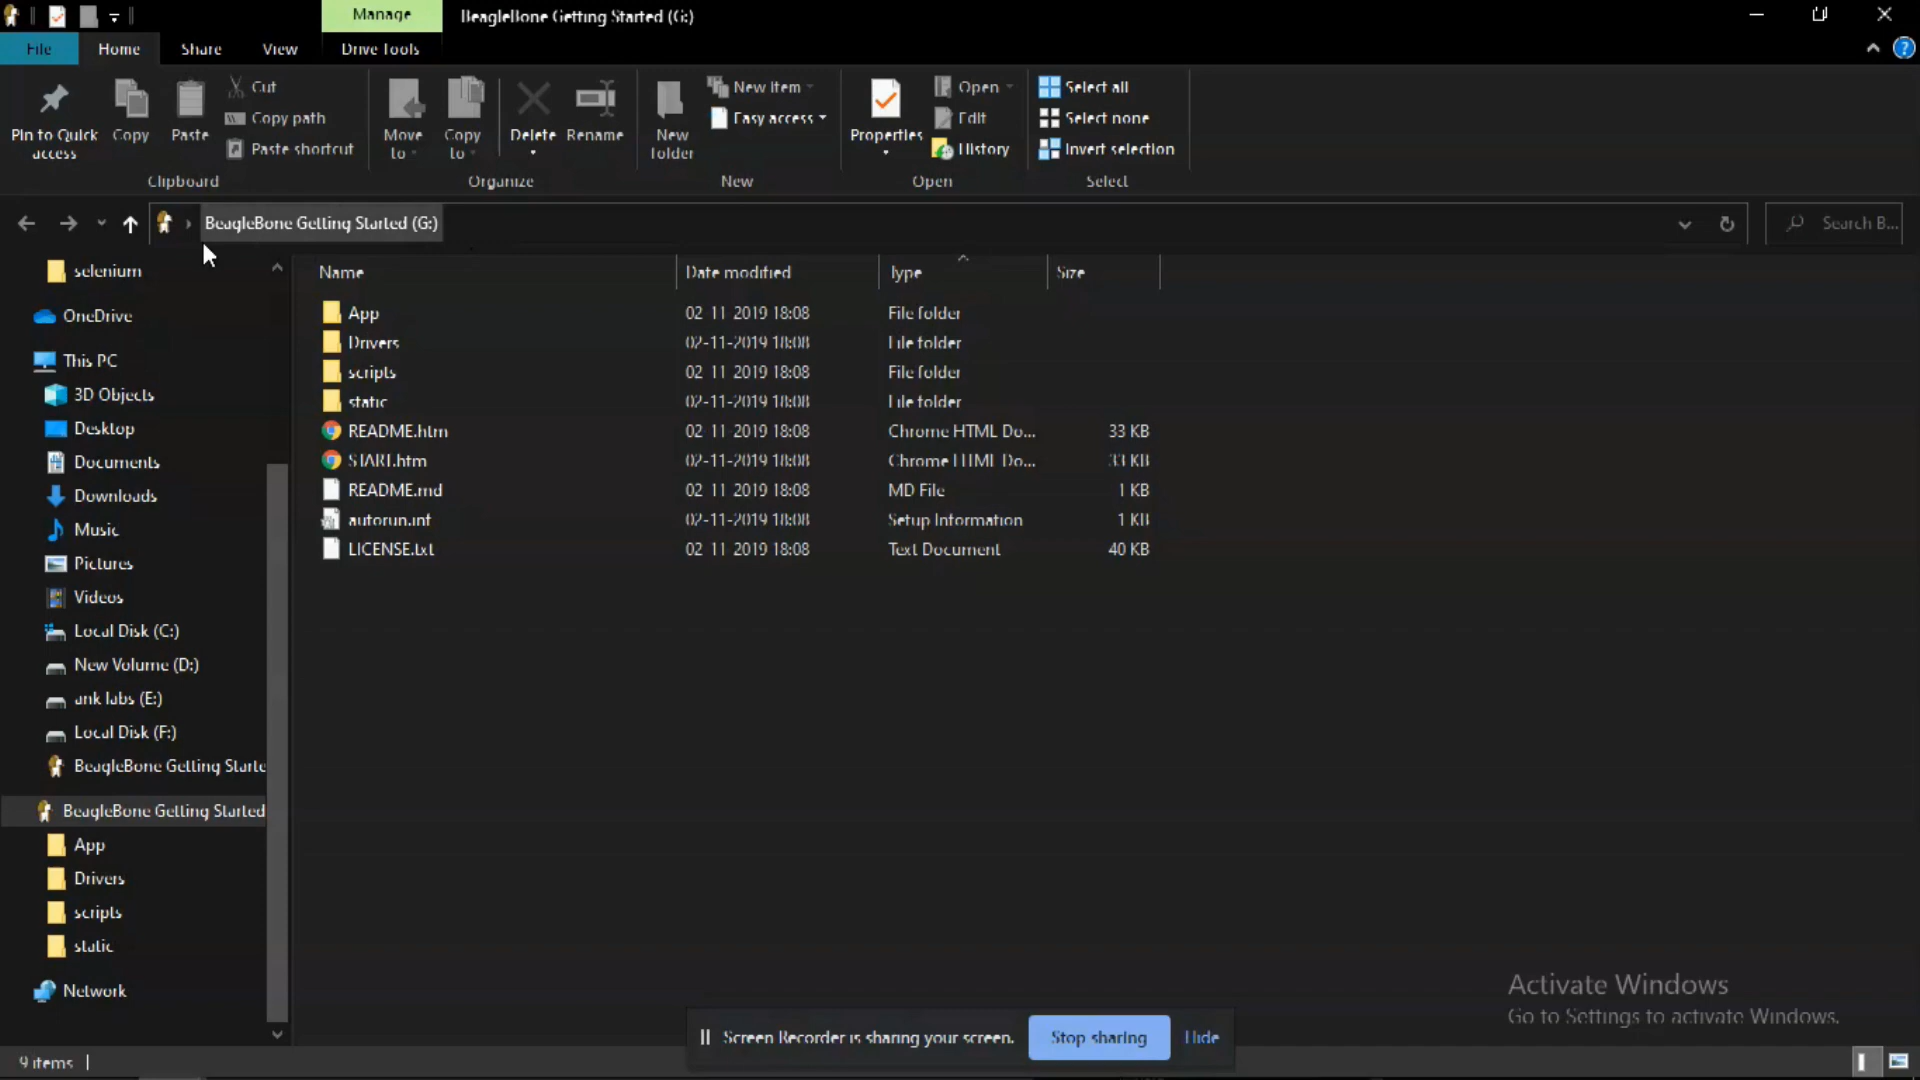 Manage
BeagleBone Getting Started (G:)
File
Home
Share
View
Drive Tools
Pin to Quick access
Copy
Paste
Cut
Copy path
Paste shortcut
Move to
Copy to
Delete
Rename
New folder
New item
Easy access
Properties
Open
Edit
History
Select all
Select none
Invert selection
Clipboard
Organize
New
Open
Select
BeagleBone Getting Started (G:)
Search B...
selenium
OneDrive
This PC
3D Objects
Desktop
Documents
Downloads
Music
Pictures
Videos
Local Disk (C:)
New Volume (D:)
ank labs (E:)
Local Disk (F:)
BeagleBone Getting Starte
BeagleBone Getting Started
App
Drivers
scripts
static
Network
Name Date modified Type Size
App 02-11-2019 18:08 File folder
Drivers 02-11-2019 18:08 File folder
scripts 02-11-2019 18:08 File folder
static 02-11-2019 18:08 File folder
README.htm 02-11-2019 18:08 Chrome HTML Do... 33 KB
START.htm 02-11-2019 18:08 Chrome HTML Do... 33 KB
README.md 02-11-2019 18:08 MD File 1 KB
autorun.inf 02-11-2019 18:08 Setup Information 1 KB
LICENSE.txt 02-11-2019 18:08 Text Document 40 KB
Activate Windows
Go to Settings to activate Windows.
Screen Recorder is sharing your screen.
Stop sharing
Hide
9 items